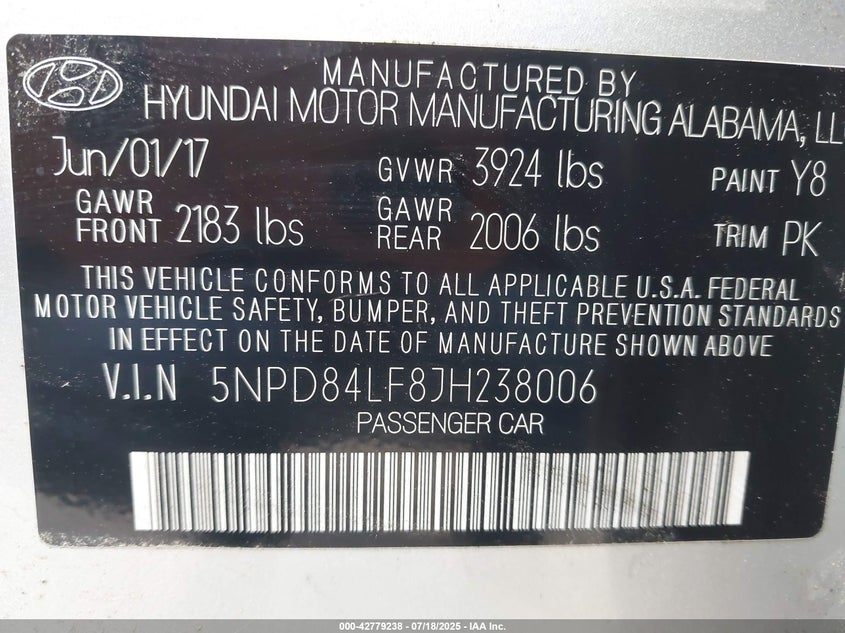 MANUFACTURED BY
HYUNDAI MOTOR MANUFACTURING ALABAMA, LL
Jun/01/17 GVWR 3924 lbs PAINT Y8
GAWR FRONT 2183 lbs GAWR REAR 2006 lbs TRIM PK
THIS VEHICLE CONFORMS TO ALL APPLICABLE U.S.A. FEDERAL
MOTOR VEHICLE SAFETY, BUMPER, AND THEFT PREVENTION STANDARDS
IN EFFECT ON THE DATE OF MANUFACTURE SHOWN ABOVE
V.I.N 5NPD84LF8JH238006
PASSENGER CAR
000-42779238 - 07/18/2025 - IAA Inc.